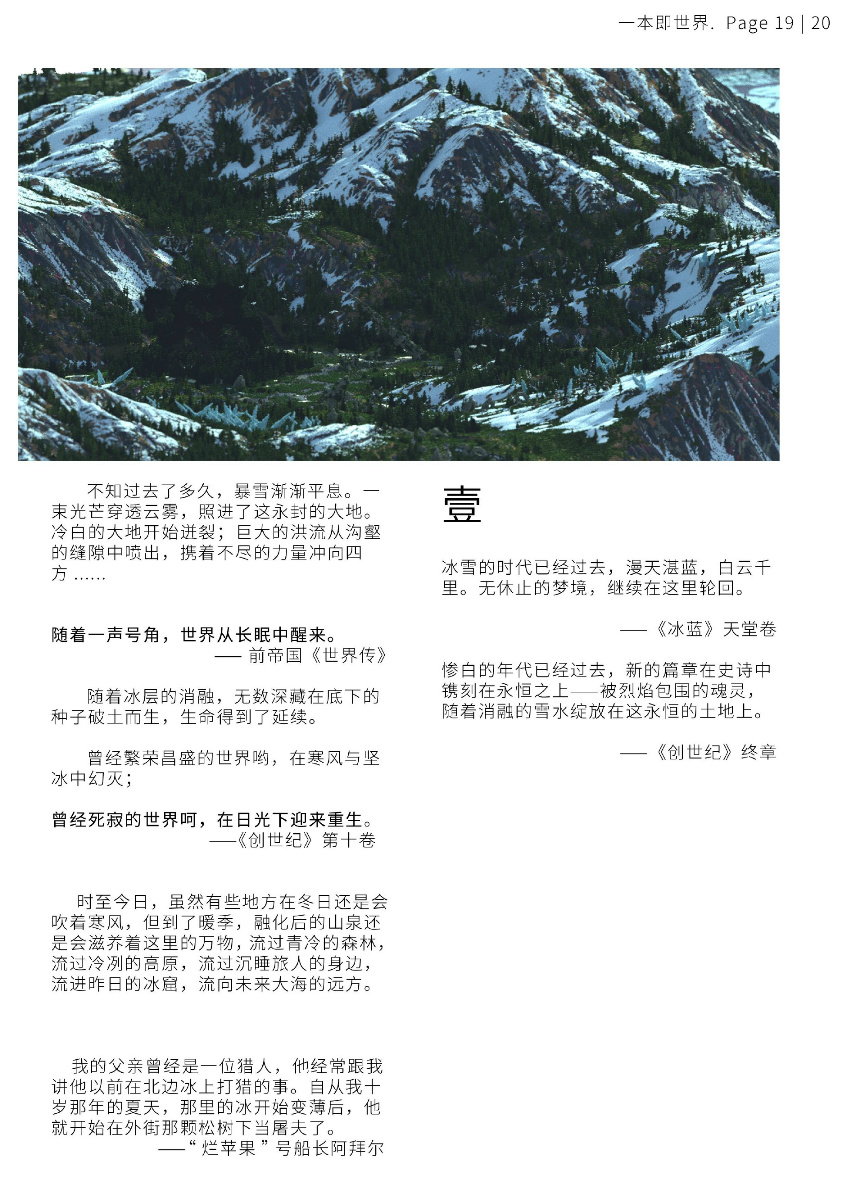 一本即世界. Page 19 | 20
不知过去了多久，暴雪渐渐平息。一
束光芒穿透云雾，照进了这永封的大地。
冷白的大地开始迸裂；巨大的洪流从沟壑
的缝隙中喷出，携着不尽的力量冲向四
方 ......
随着一声号角，世界从长眠中醒来。
—— 前帝国《世界传》
随着冰层的消融，无数深藏在底下的
种子破土而生，生命得到了延续。
曾经繁荣昌盛的世界哟，在寒风与坚
冰中幻灭；
曾经死寂的世界呵，在日光下迎来重生。
——《创世纪》第十卷
时至今日，虽然有些地方在冬日还是会
吹着寒风，但到了暖季，融化后的山泉还
是会滋养着这里的万物，流过青冷的森林，
流过冷冽的高原，流过沉睡旅人的身边，
流进昨日的冰窟，流向未来大海的远方。
我的父亲曾经是一位猎人，他经常跟我
讲他以前在北边冰上打猎的事。自从我十
岁那年的夏天，那里的冰开始变薄后，他
就开始在外街那颗松树下当屠夫了。
——“烂苹果”号船长阿拜尔
壹
冰雪的时代已经过去，漫天湛蓝，白云千
里。无休止的梦境，继续在这里轮回。
——《冰蓝》天堂卷
惨白的年代已经过去，新的篇章在史诗中
镌刻在永恒之上——被烈焰包围的魂灵，
随着消融的雪水绽放在这永恒的土地上。
——《创世纪》终章